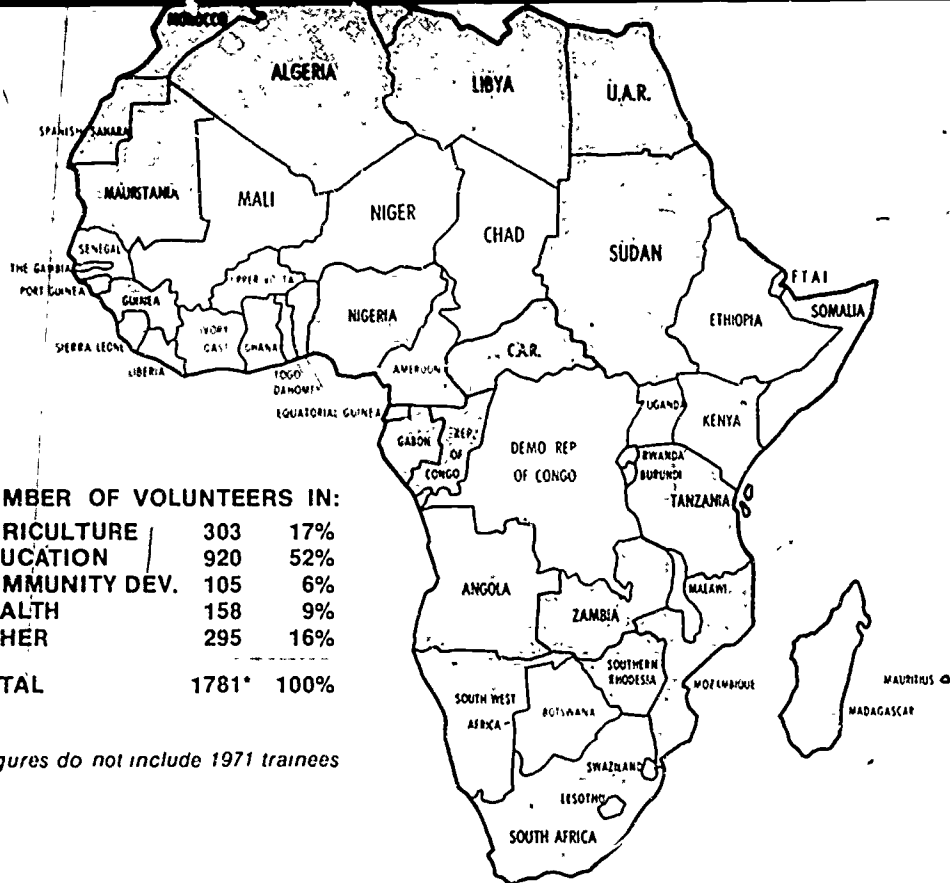 MOROCCO
ALGERIA
LIBYA
U.A.R.
SPANISH SAHARA
MAURITANIA
MALI
NIGER
CHAD
SUDAN
SENEGAL
THE GAMBIA
PORT GUINEA
GUINEA
UPPER
F T A I
SOMALIA
ETHIOPIA
NIGERIA
IVORY
CAST
GHANA
SIERRA LEONE
LIBERIA
TOGO
DAHOMEY
AMEROON
C.A.R.
EQUATORIAL GUINEA
GABON
REP.
OF
CONGO
DEMO REP
OF CONGO
UGANDA
KENYA
RWANDA
BURUNDI
TANZANIA
MBER OF VOLUNTEERS IN:
RICULTURE 303 17%
UCATION 920 52%
MMUNITY DEV. 105 6%
ALTH 158 9%
HER 295 16%
TAL 1781* 100%
gures do not include 1971 trainees
ANGOLA
ZAMBIA
MALAWI
SOUTHERN
RHODESIA
MOZAMBIQUE
MAURITIUS
MADAGASCAR
SOUTH WEST
AFRICA
BOTSWANA
SWAZILAND
LESOTHO
SOUTH AFRICA